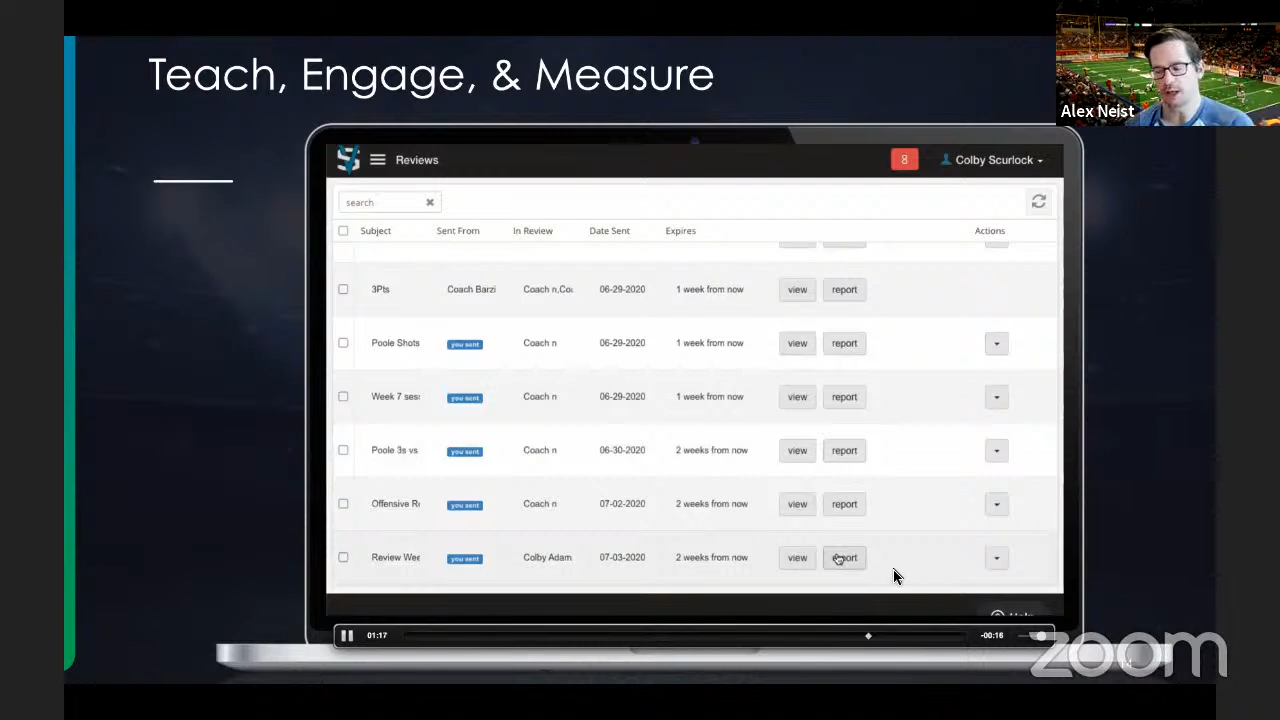 Teach, Engage, & Measure
Alex Neist
Reviews
8
Colby Scurlock
search
Subject Sent From In Review Date Sent Expires Actions
3Pts Coach Barzi Coach n,Co 06-29-2020 1 week from now view report
Poole Shots you sent Coach n 06-29-2020 1 week from now view report
Week 7 ses you sent Coach n 06-29-2020 1 week from now view report
Poole 3s vs you sent Coach n 06-30-2020 2 weeks from now view report
Offensive R you sent Coach n 07-02-2020 2 weeks from now view report
Review Wee you sent Colby Adam 07-03-2020 2 weeks from now view report
01:17
-00:16
zoom